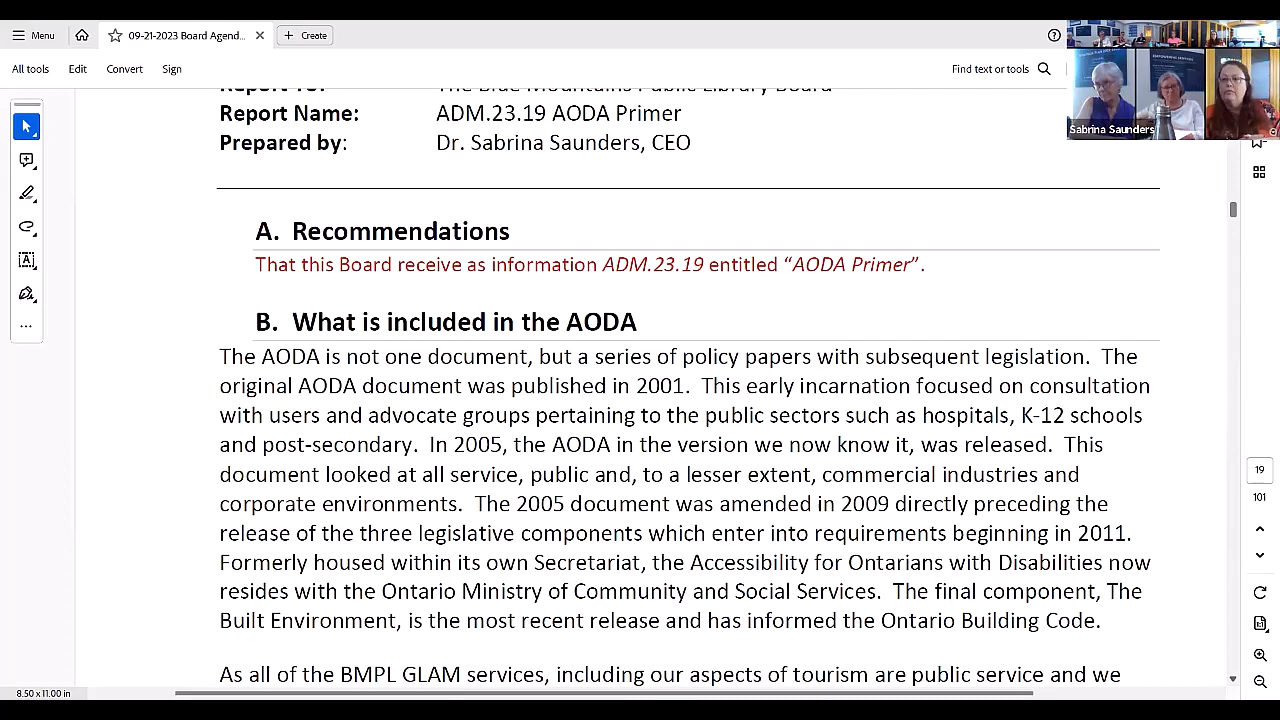 Menu
09-21-2023 Board Agend...
Create
All tools
Edit
Convert
Sign
Find text or tools
Sabrina Saunders
Report To: The Blue Mountains Public Library Board
Report Name: ADM.23.19 AODA Primer
Prepared by: Dr. Sabrina Saunders, CEO
A. Recommendations
That this Board receive as information ADM.23.19 entitled “AODA Primer”.
B. What is included in the AODA
The AODA is not one document, but a series of policy papers with subsequent legislation. The
original AODA document was published in 2001. This early incarnation focused on consultation
with users and advocate groups pertaining to the public sectors such as hospitals, K-12 schools
and post-secondary. In 2005, the AODA in the version we now know it, was released. This
document looked at all service, public and, to a lesser extent, commercial industries and
corporate environments. The 2005 document was amended in 2009 directly preceding the
release of the three legislative components which enter into requirements beginning in 2011.
Formerly housed within its own Secretariat, the Accessibility for Ontarians with Disabilities now
resides with the Ontario Ministry of Community and Social Services. The final component, The
Built Environment, is the most recent release and has informed the Ontario Building Code.
As all of the BMPL GLAM services, including our aspects of tourism are public service and we
19
101
8.50 x 11.00 in